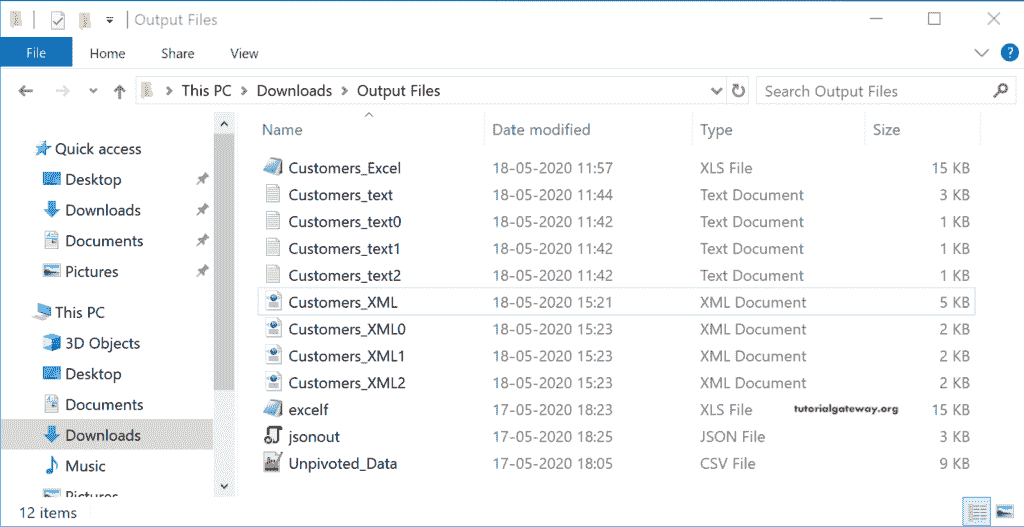 Output Files
File Home Share View
This PC Downloads Output Files Search Output Files
Name Date modified Type Size
Quick access
Desktop
Downloads
Documents
Pictures
This PC
3D Objects
Desktop
Documents
Downloads
Music
Pictures
Customers_Excel 18-05-2020 11:57 XLS File 15 KB
Customers_text 18-05-2020 11:44 Text Document 3 KB
Customers_text0 18-05-2020 11:42 Text Document 1 KB
Customers_text1 18-05-2020 11:42 Text Document 1 KB
Customers_text2 18-05-2020 11:42 Text Document 1 KB
Customers_XML 18-05-2020 15:21 XML Document 5 KB
Customers_XML0 18-05-2020 15:23 XML Document 2 KB
Customers_XML1 18-05-2020 15:23 XML Document 2 KB
Customers_XML2 18-05-2020 15:23 XML Document 2 KB
excelf 17-05-2020 18:23 XLS File 15 KB
tutorialgateway.org
jsonout 17-05-2020 18:25 JSON File 3 KB
Unpivoted_Data 17-05-2020 18:05 CSV File 9 KB
12 items